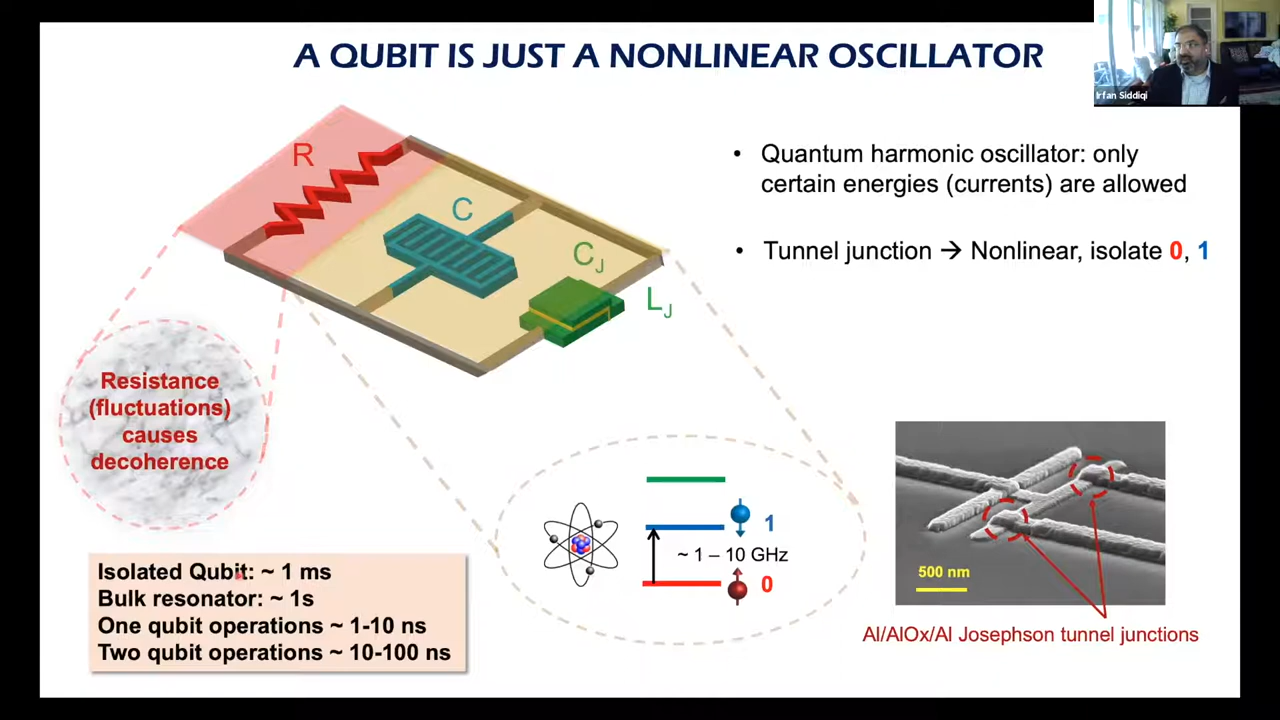 A QUBIT IS JUST A NONLINEAR OSCILLATOR
Irfan Siddiqi
R
C
C_J
L_J
• Quantum harmonic oscillator: only
certain energies (currents) are allowed
• Tunnel junction → Nonlinear, isolate 0, 1
Resistance
(fluctuations)
causes
decoherence
1
~ 1 – 10 GHz
0
500 nm
Al/AlOx/Al Josephson tunnel junctions
Isolated Qubit: ~ 1 ms
Bulk resonator: ~ 1s
One qubit operations ~ 1-10 ns
Two qubit operations ~ 10-100 ns